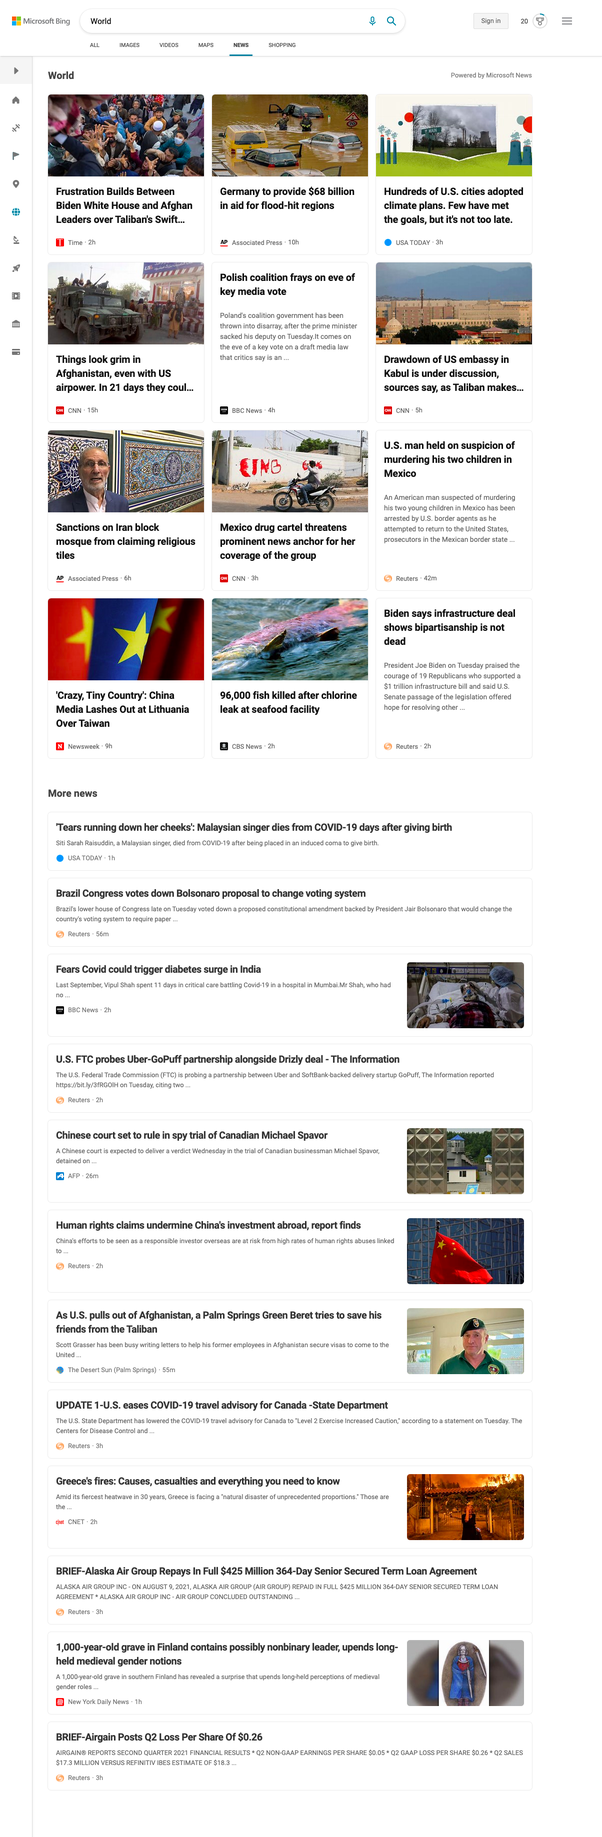 Microsoft Bing
World
Sign in
20
ALL
IMAGES
VIDEOS
MAPS
NEWS
SHOPPING
World
Powered by Microsoft News
Frustration Builds Between
Biden White House and Afghan
Leaders over Taliban's Swift...
Time · 2h
Germany to provide $68 billion
in aid for flood-hit regions
AP
Associated Press · 10h
Hundreds of U.S. cities adopted
climate plans. Few have met
the goals, but it's not too late.
USA TODAY · 3h
Things look grim in
Afghanistan, even with US
airpower. In 21 days they coul...
CNN · 15h
Polish coalition frays on eve of
key media vote
Poland's coalition government has been
thrown into disarray, after the prime minister
sacked his deputy on Tuesday.It comes on
the eve of a key vote on a draft media law
that critics say is an ...
BBC News · 4h
Drawdown of US embassy in
Kabul is under discussion,
sources say, as Taliban makes...
CNN · 5h
Sanctions on Iran block
mosque from claiming religious
tiles
AP
Associated Press · 6h
Mexico drug cartel threatens
prominent news anchor for her
coverage of the group
CNN · 3h
U.S. man held on suspicion of
murdering his two children in
Mexico
An American man suspected of murdering
his two young children in Mexico has been
arrested by U.S. border agents as he
attempted to return to the United States,
prosecutors in the Mexican border state ...
Reuters · 42m
'Crazy, Tiny Country': China
Media Lashes Out at Lithuania
Over Taiwan
N
Newsweek · 9h
96,000 fish killed after chlorine
leak at seafood facility
CBS News · 2h
Biden says infrastructure deal
shows bipartisanship is not
dead
President Joe Biden on Tuesday praised the
courage of 19 Republicans who supported a
$1 trillion infrastructure bill and said U.S.
Senate passage of the legislation offered
hope for resolving other ...
Reuters · 2h
More news
'Tears running down her cheeks': Malaysian singer dies from COVID-19 days after giving birth
Siti Sarah Raisuddin, a Malaysian singer, died from COVID-19 after being placed in an induced coma to give birth.
USA TODAY · 1h
Brazil Congress votes down Bolsonaro proposal to change voting system
Brazil's lower house of Congress late on Tuesday voted down a proposed constitutional amendment backed by President Jair Bolsonaro that would change the
country's voting system to require paper ...
Reuters · 56m
Fears Covid could trigger diabetes surge in India
Last September, Vipul Shah spent 11 days in critical care battling Covid-19 in a hospital in Mumbai.Mr Shah, who had
no ...
BBC News · 2h
U.S. FTC probes Uber-GoPuff partnership alongside Drizly deal - The Information
The U.S. Federal Trade Commission (FTC) is probing a partnership between Uber and SoftBank-backed delivery startup GoPuff, The Information reported
https://bit.ly/3fRGOlH on Tuesday, citing two ...
Reuters · 2h
Chinese court set to rule in spy trial of Canadian Michael Spavor
A Chinese court is expected to deliver a verdict Wednesday in the trial of Canadian businessman Michael Spavor,
detained on ...
AFP · 26m
Human rights claims undermine China's investment abroad, report finds
China's efforts to be seen as a responsible investor overseas are at risk from high rates of human rights abuses linked
to ...
Reuters · 2h
As U.S. pulls out of Afghanistan, a Palm Springs Green Beret tries to save his
friends from the Taliban
Scott Grasser has been busy writing letters to help his former employees in Afghanistan secure visas to come to the
United ...
The Desert Sun (Palm Springs) · 55m
UPDATE 1-U.S. eases COVID-19 travel advisory for Canada -State Department
The U.S. State Department has lowered the COVID-19 travel advisory for Canada to "Level 2 Exercise Increased Caution," according to a statement on Tuesday. The
Centers for Disease Control and ...
Reuters · 3h
Greece's fires: Causes, casualties and everything you need to know
Amid its fiercest heatwave in 30 years, Greece is facing a "natural disaster of unprecedented proportions." Those are
the ...
CNET · 2h
BRIEF-Alaska Air Group Repays In Full $425 Million 364-Day Senior Secured Term Loan Agreement
ALASKA AIR GROUP INC - ON AUGUST 9, 2021, ALASKA AIR GROUP (AIR GROUP) REPAID IN FULL $425 MILLION 364-DAY SENIOR SECURED TERM LOAN
AGREEMENT * ALASKA AIR GROUP INC - AIR GROUP CONCLUDED OUTSTANDING ...
Reuters · 3h
1,000-year-old grave in Finland contains possibly nonbinary leader, upends long-
held medieval gender notions
A 1,000-year-old grave in southern Finland has revealed a surprise that upends long-held perceptions of medieval
gender roles ...
New York Daily News · 1h
BRIEF-Airgain Posts Q2 Loss Per Share Of $0.26
AIRGAIN® REPORTS SECOND QUARTER 2021 FINANCIAL RESULTS * Q2 NON-GAAP EARNINGS PER SHARE $0.05 * Q2 GAAP LOSS PER SHARE $0.26 * Q2 SALES
$17.3 MILLION VERSUS REFINITIV IBES ESTIMATE OF $18.3 ...
Reuters · 3h